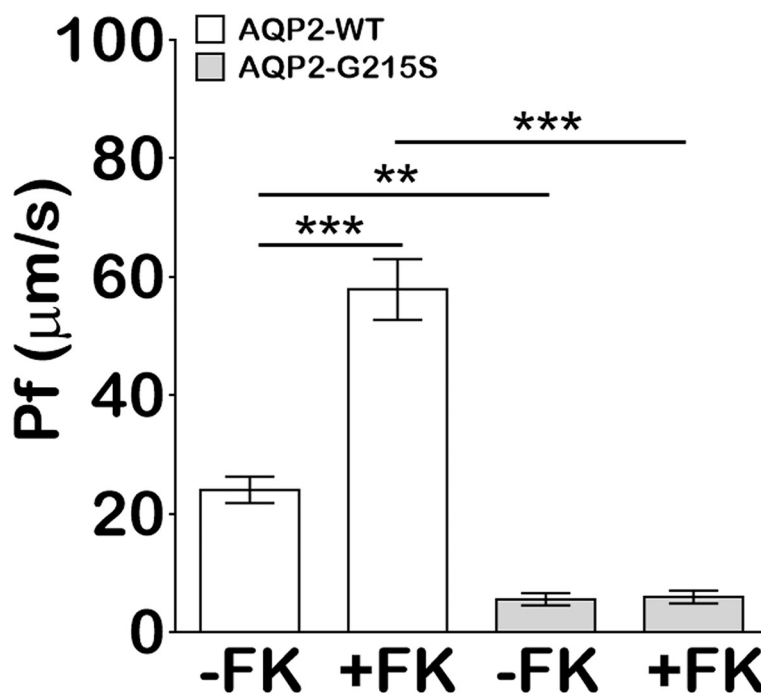 AQP2-WT
AQP2-G215S
Pf (μm/s)
100
80
60
40
20
0
***
**
***
-FK +FK -FK +FK